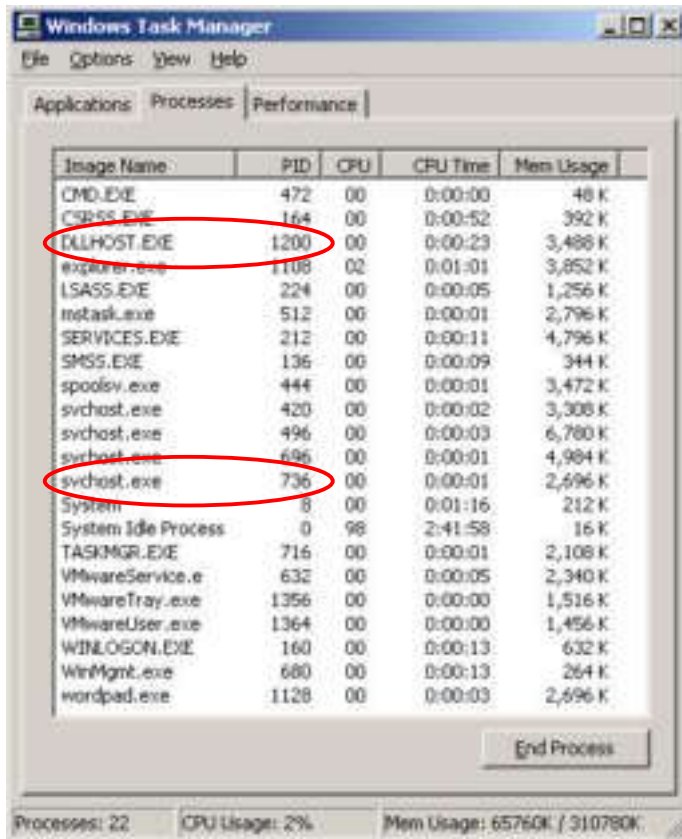 Windows Task Manager
File Options View Help
Applications Processes Performance
Image Name PID CPU CPU Time Mem Usage
CMD.EXE 472 00 0:00:00 48 K
CSRSS.EXE 164 00 0:00:52 392 K
DLLHOST.EXE 1200 00 0:00:23 3,488 K
explorer.exe 1108 02 0:01:01 3,852 K
LSASS.EXE 224 00 0:00:05 1,256 K
mstask.exe 512 00 0:00:01 2,796 K
SERVICES.EXE 212 00 0:00:11 4,796 K
SMSS.EXE 136 00 0:00:09 344 K
spoolsv.exe 444 00 0:00:01 3,472 K
svchost.exe 420 00 0:00:02 3,308 K
svchost.exe 496 00 0:00:03 6,780 K
svchost.exe 696 00 0:00:01 4,984 K
svchost.exe 736 00 0:00:01 2,696 K
System 8 00 0:01:16 212 K
System Idle Process 0 98 2:41:58 16 K
TASKMGR.EXE 716 00 0:00:01 2,108 K
VMwareService.e 632 00 0:00:05 2,340 K
VMwareTray.exe 1356 00 0:00:00 1,516 K
VMwareUser.exe 1364 00 0:00:00 1,456 K
WINLOGON.EXE 160 00 0:00:13 632 K
WinMgmt.exe 680 00 0:00:13 264 K
wordpad.exe 1128 00 0:00:03 2,696 K
End Process
Processes: 22 CPU Usage: 2% Mem Usage: 65760K / 310780K